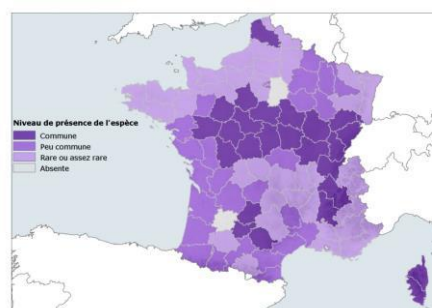 Niveau de présence de l'espèce
Commune
Peu commune
Rare ou assez rare
Absente